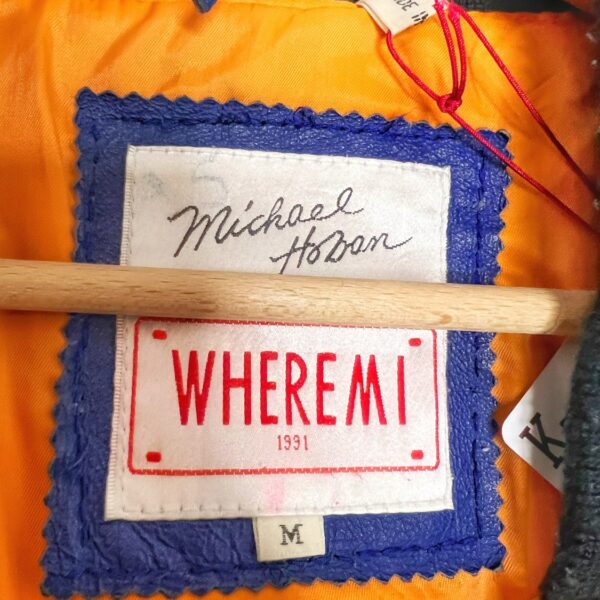 Michael
Hoban
WHEREMI
1991
M
K